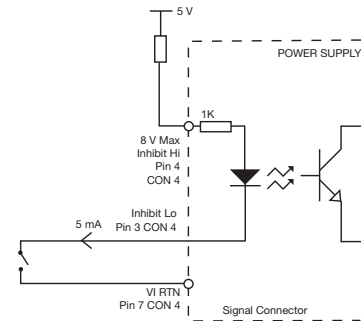 5 V
POWER SUPPLY
1K
8 V Max
Inhibit Hi
Pin 4
CON 4
Inhibit Lo
5 mA
Pin 3 CON 4
VI RTN
Pin 7 CON 4
Signal Connector